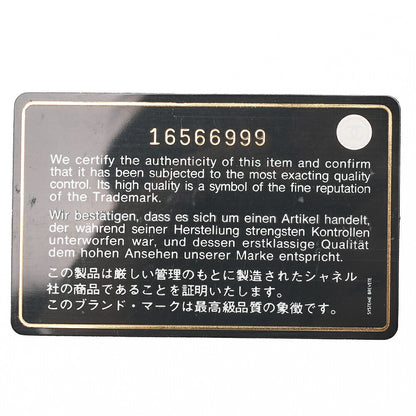 16566999
We certify the authenticity of this item and confirm
that it has been subjected to the most exacting quality
control. Its high quality is a symbol of the fine reputation
of the Trademark.
Wir bestätigen, dass es sich um einen Artikel handelt,
der während seiner Herstellung strengsten Kontrollen
unterworfen war, und dessen erstklassige Qualität
dem hohen Ansehen unserer Marke entspricht.
この製品は厳しい管理のもとに製造されたシャネル
社の商品であることを証明いたします。
このブランド・マークは最高級品質の象徴です。
SYSTEME BREVETE